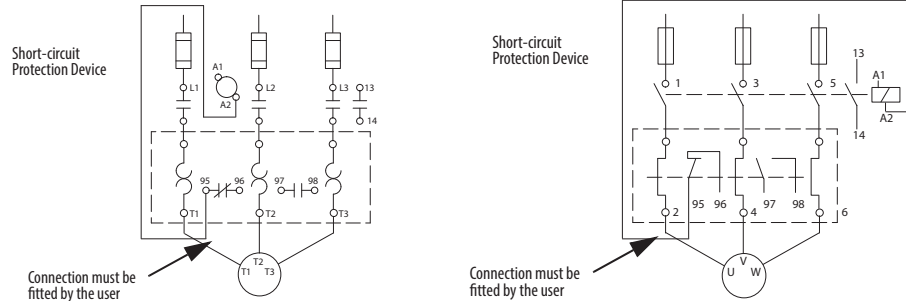 Short-circuit
Protection Device
A1
A2
L1
L2
L3
13
14
95
96
97
98
T1
T2
T3
T1
T2
T3
Connection must be
fitted by the user
Short-circuit
Protection Device
13
1
3
5
A1
A2
14
95
96
97
98
2
4
6
U
V
W
Connection must be
fitted by the user